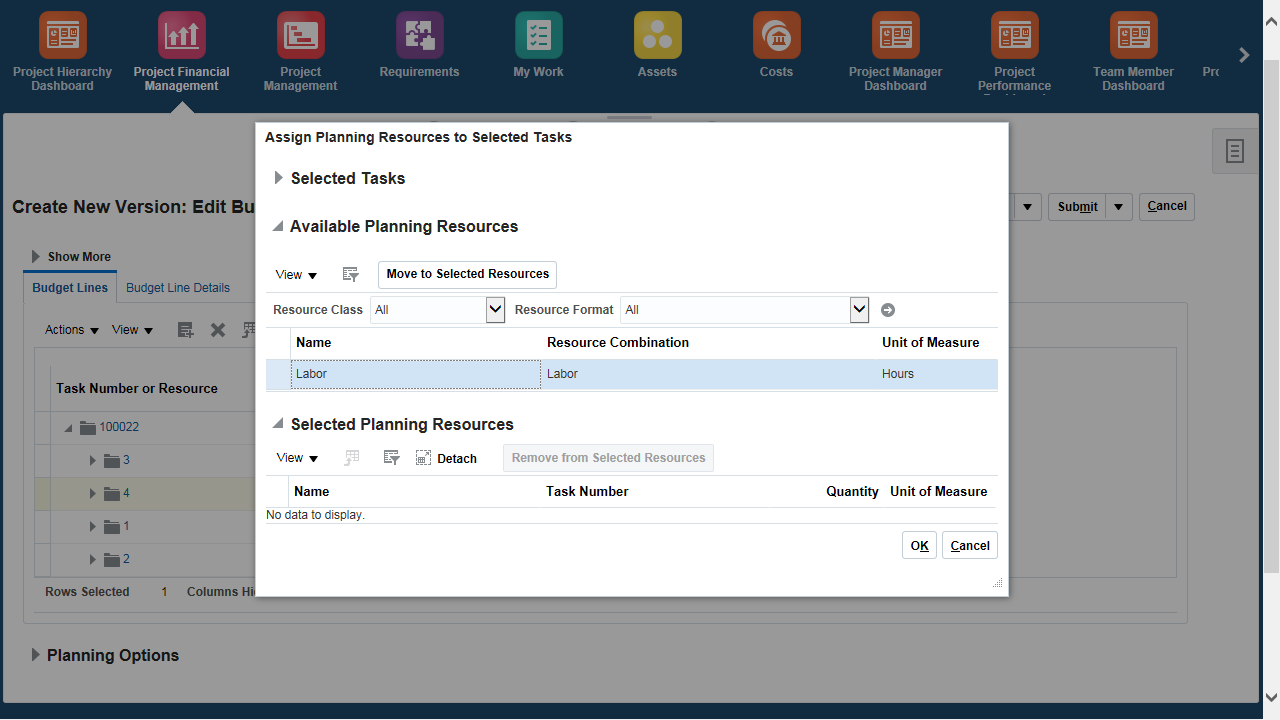 Project Hierarchy
Dashboard
Project Financial
Management
Project
Management
Requirements
My Work
Assets
Costs
Project Manager
Dashboard
Project
Performance
Team Member
Dashboard
Assign Planning Resources to Selected Tasks
Selected Tasks
Create New Version: Edit Bu
Submit
Cancel
Available Planning Resources
Show More
View
Move to Selected Resources
Budget Lines
Budget Line Details
Resource Class All Resource Format All
Actions View
Name Resource Combination Unit of Measure
Labor Labor Hours
Task Number or Resource
100022
3
4
1
2
Selected Planning Resources
View Detach Remove from Selected Resources
Name Task Number Quantity Unit of Measure
No data to display.
OK Cancel
Rows Selected 1 Columns Hi
Planning Options